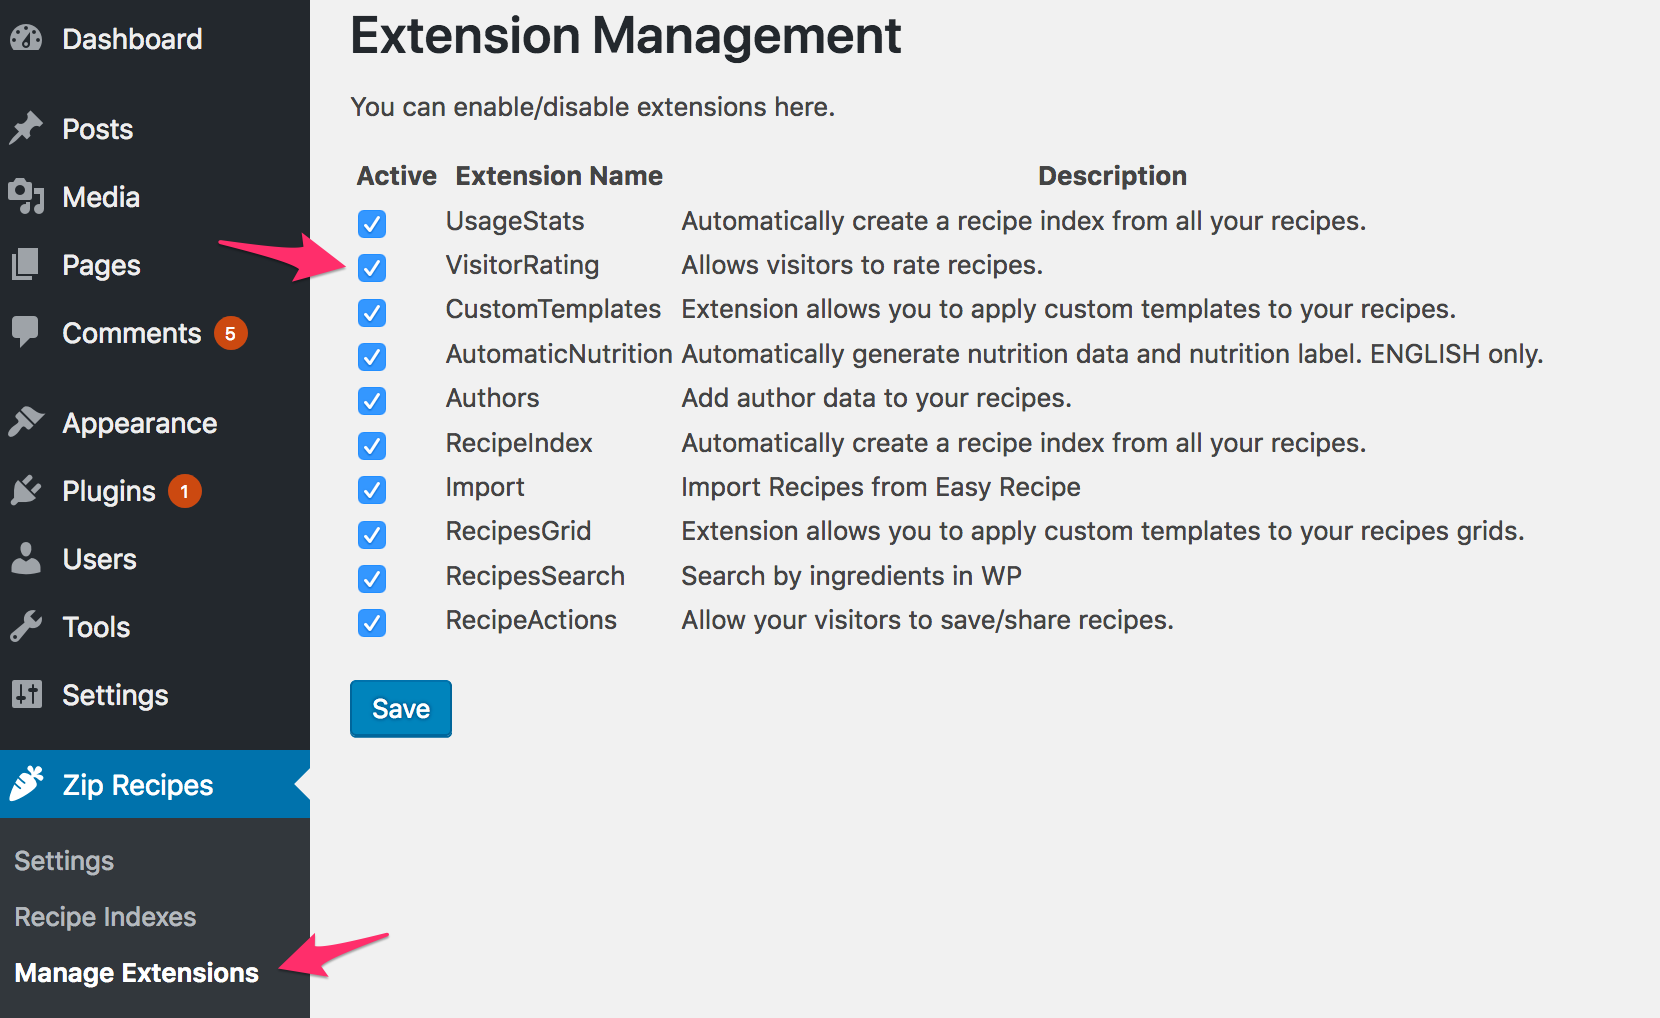 Dashboard
Posts
Media
Pages
Comments 5
Appearance
Plugins 1
Users
Tools
Settings
Zip Recipes
Settings
Recipe Indexes
Manage Extensions
Extension Management
You can enable/disable extensions here.
Active Extension Name Description
UsageStats Automatically create a recipe index from all your recipes.
VisitorRating Allows visitors to rate recipes.
CustomTemplates Extension allows you to apply custom templates to your recipes.
AutomaticNutrition Automatically generate nutrition data and nutrition label. ENGLISH only.
Authors Add author data to your recipes.
RecipeIndex Automatically create a recipe index from all your recipes.
Import Import Recipes from Easy Recipe
RecipesGrid Extension allows you to apply custom templates to your recipes grids.
RecipesSearch Search by ingredients in WP
RecipeActions Allow your visitors to save/share recipes.
Save